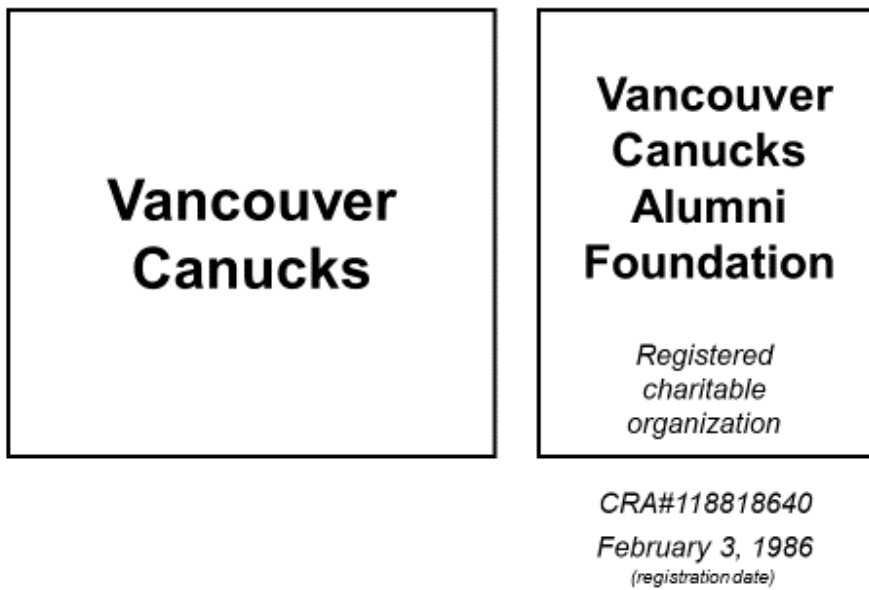 Vancouver
Canucks
Vancouver
Canucks
Alumni
Foundation
Registered
charitable
organization
CRA#118818640
February 3, 1986
(registration date)